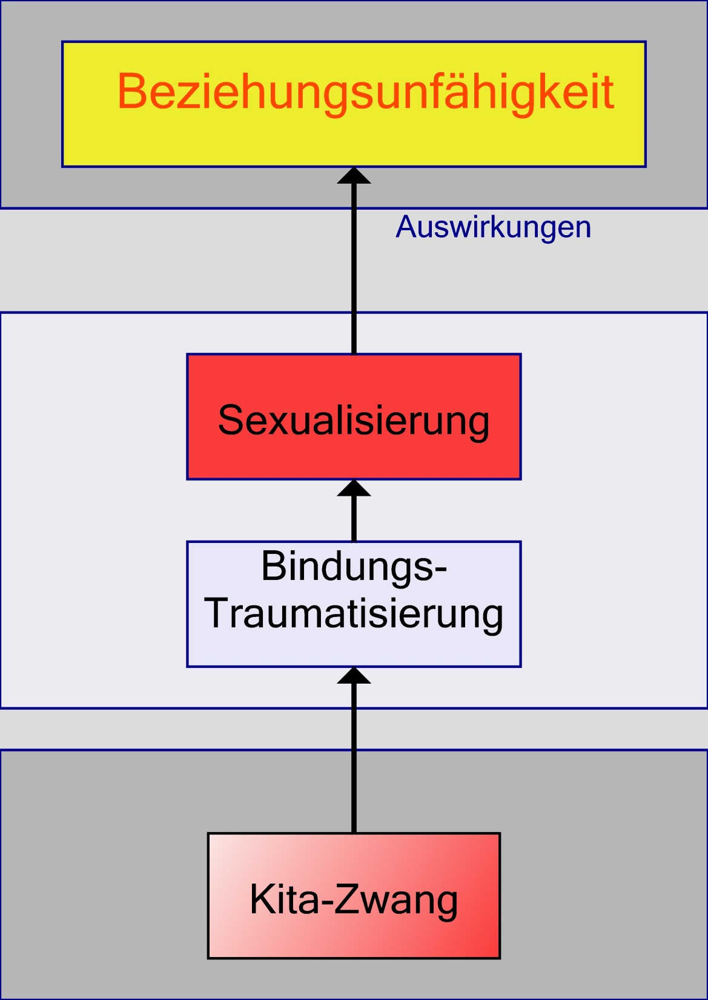 Beziehungsunfähigkeit
Auswirkungen
Sexualisierung
Bindungs-
Traumatisierung
Kita-Zwang